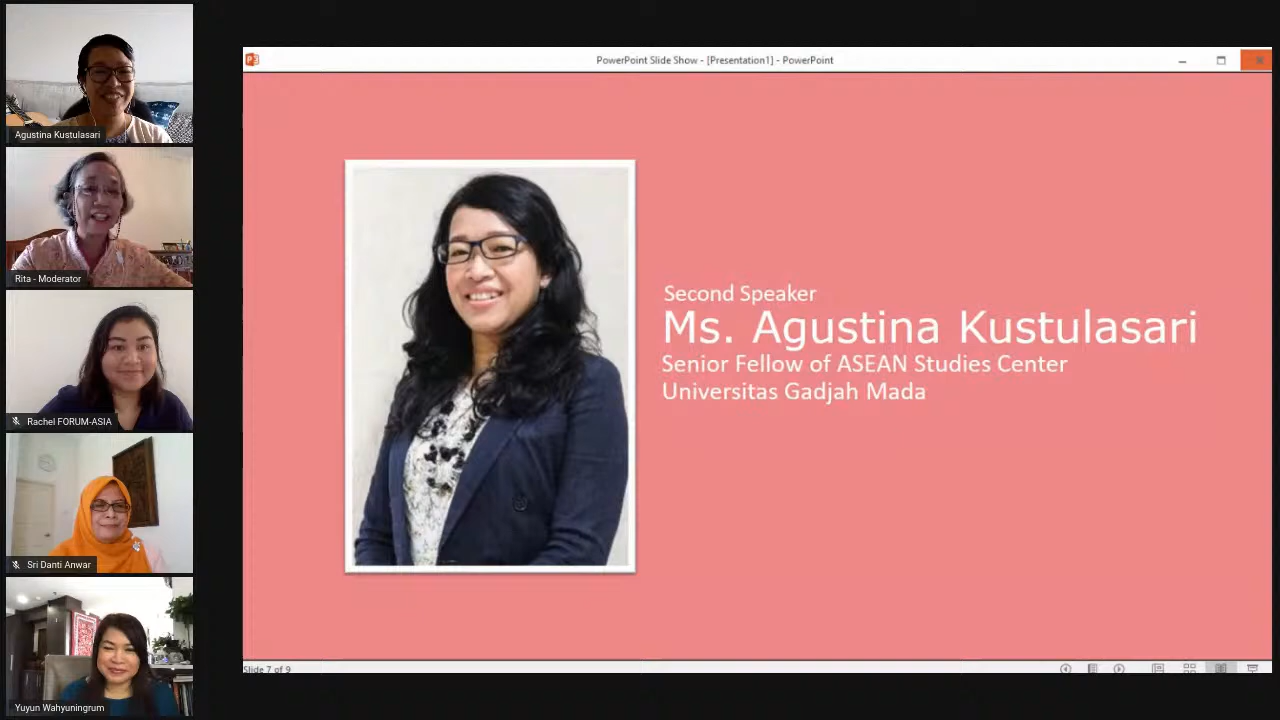 Agustina Kustulasari
Rita - Moderator
Rachel FORUM-ASIA
Sri Danti Anwar
Yuyun Wahyuningrum
PowerPoint Slide Show - [Presentation1] - PowerPoint
Second Speaker
Ms. Agustina Kustulasari
Senior Fellow of ASEAN Studies Center
Universitas Gadjah Mada
Slide 7 of 9